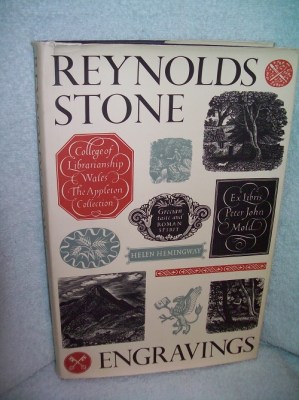 REYNOLDS
STONE
College of
Librarianship
Wales
The Appleton
Collection
Grecian
taste and
ROMAN
Ex libris
Peter John
Mold
HELEN HEMINGWAY
ENGRAVINGS